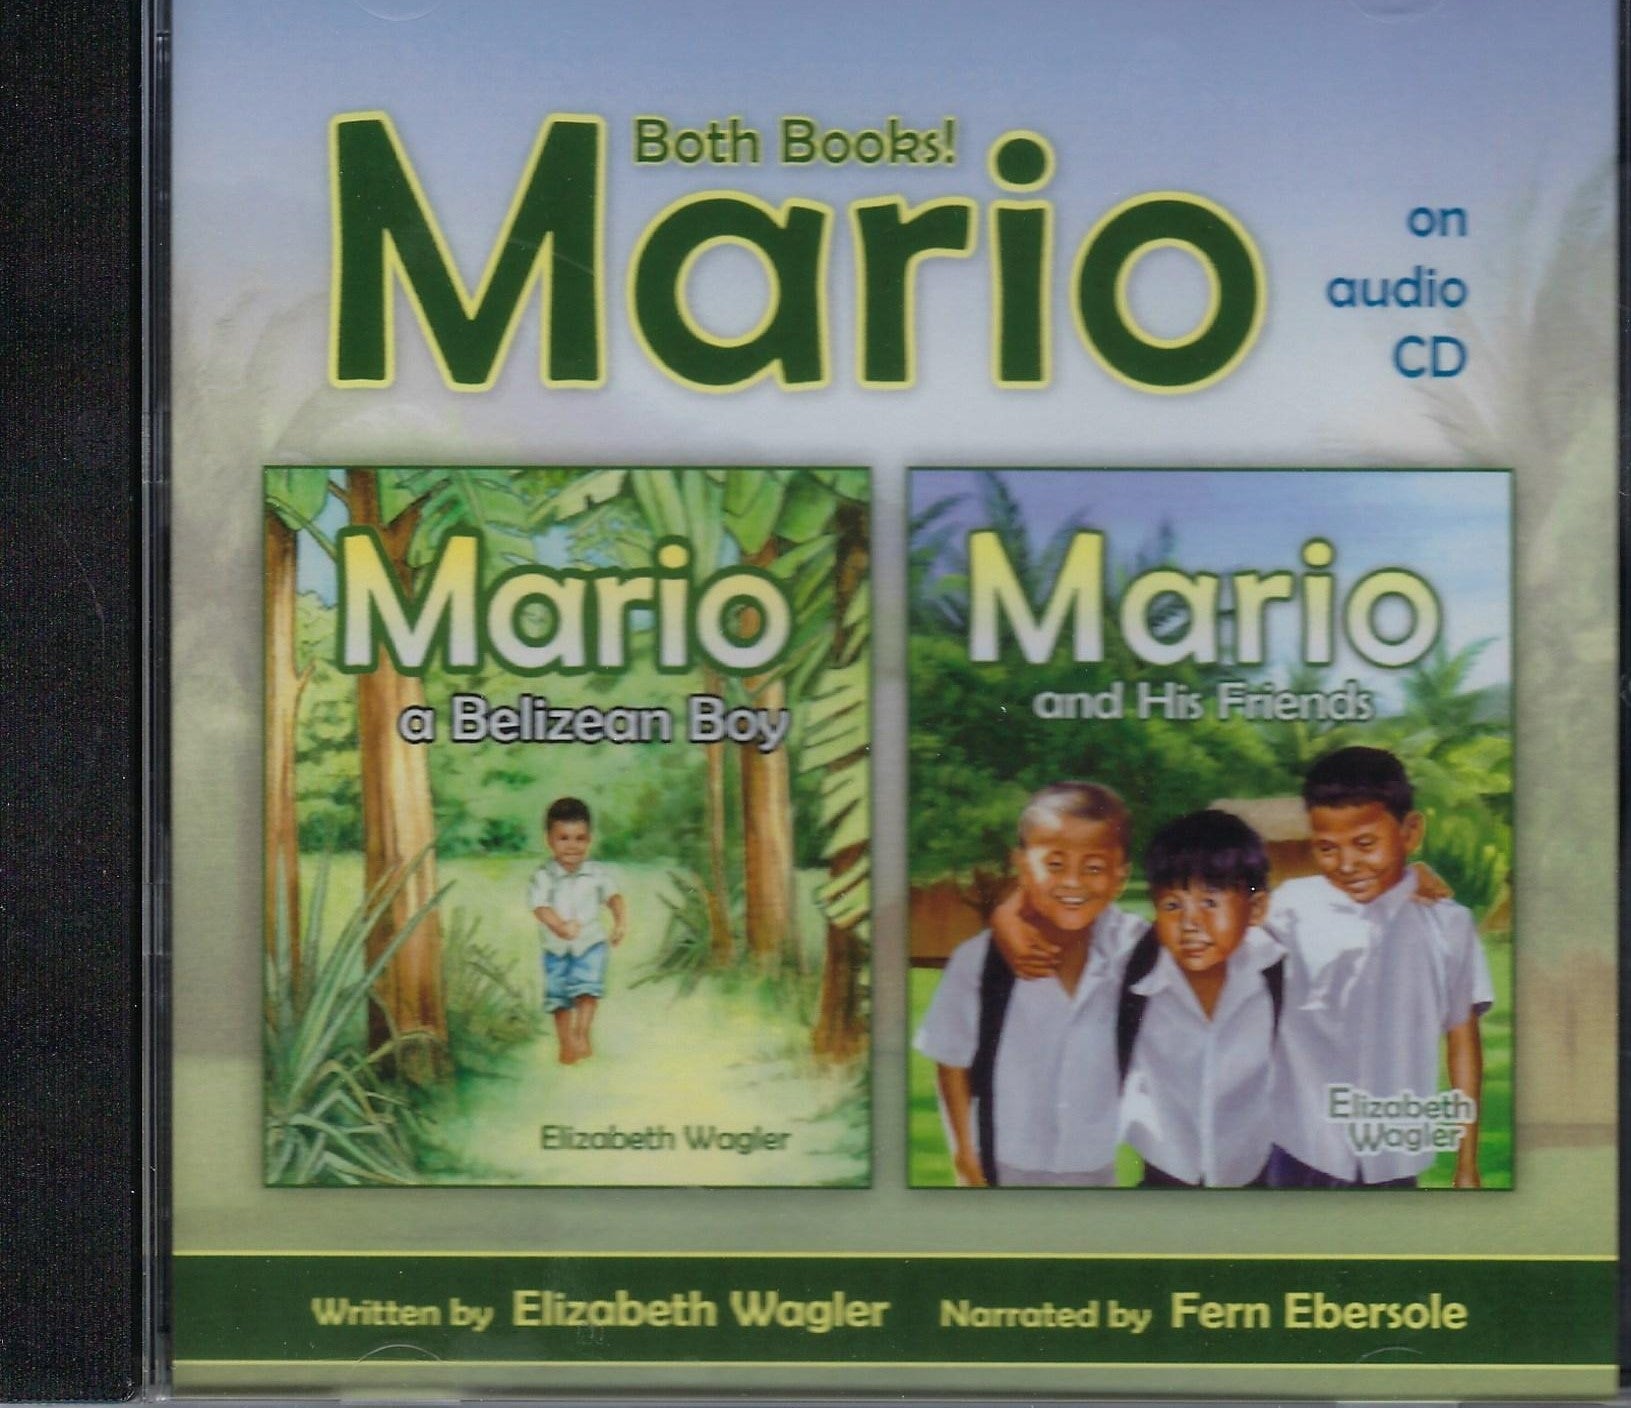 Both Books!
Mario
on
audio
CD
Mario
a Belizean Boy
Elizabeth Wagler
Mario
and His Friends
Elizabeth
Wagler
Written by Elizabeth Wagler Narrated by Fern Ebersole